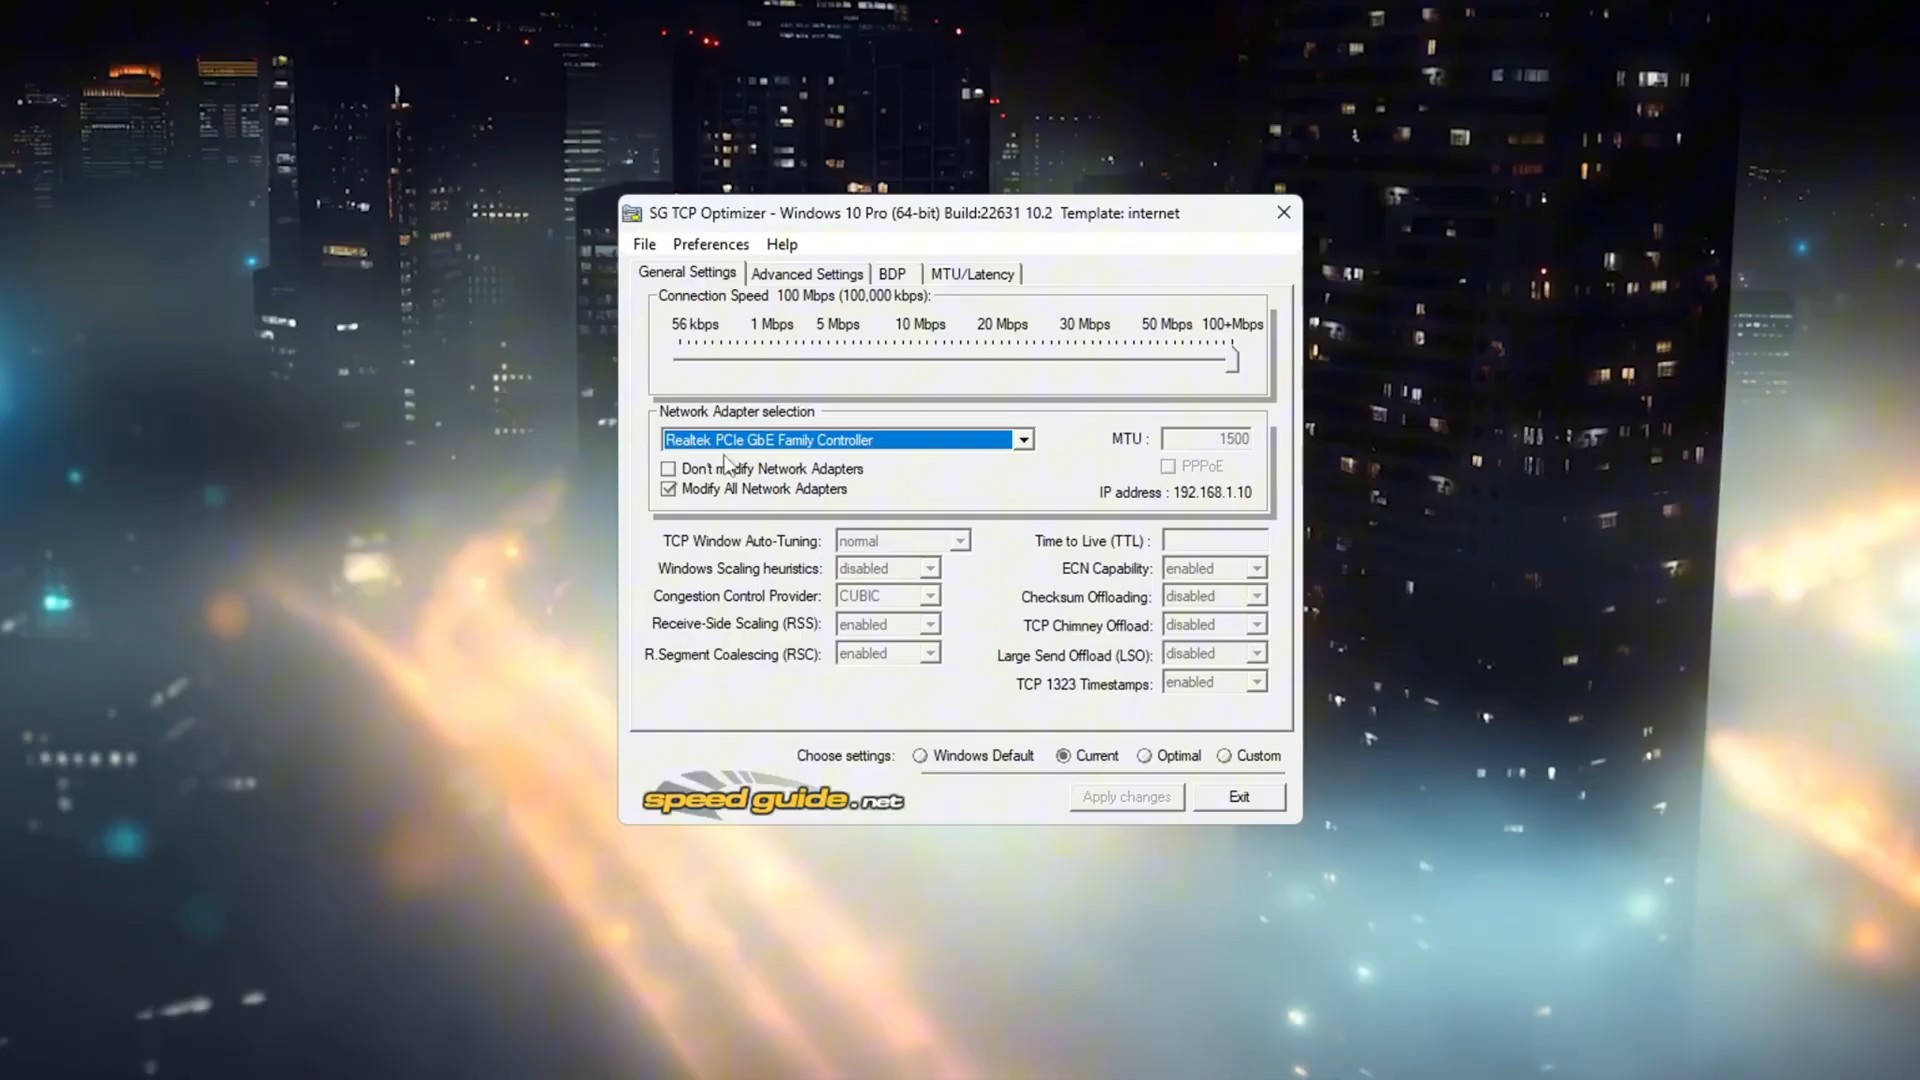 SG TCP Optimizer - Windows 10 Pro (64-bit) Build:22631 10.2 Template: internet
File Preferences Help
General Settings Advanced Settings BDP MTU/Latency
Connection Speed 100 Mbps (100,000 kbps):
56 kbps 1 Mbps 5 Mbps 10 Mbps 20 Mbps 30 Mbps 50 Mbps 100+Mbps
Network Adapter selection
Realtek PCIe GbE Family Controller MTU : 1500
Don't modify Network Adapters PPPoE
Modify All Network Adapters IP address : 192.168.1.10
TCP Window Auto-Tuning: normal Time to Live (TTL) :
Windows Scaling heuristics: disabled ECN Capability: enabled
Congestion Control Provider: CUBIC Checksum Offloading: disabled
Receive-Side Scaling (RSS): enabled TCP Chimney Offload: disabled
R.Segment Coalescing (RSC): enabled Large Send Offload (LSO): disabled
TCP 1323 Timestamps: enabled
Choose settings: Windows Default Current Optimal Custom
speedguide.net Apply changes Exit